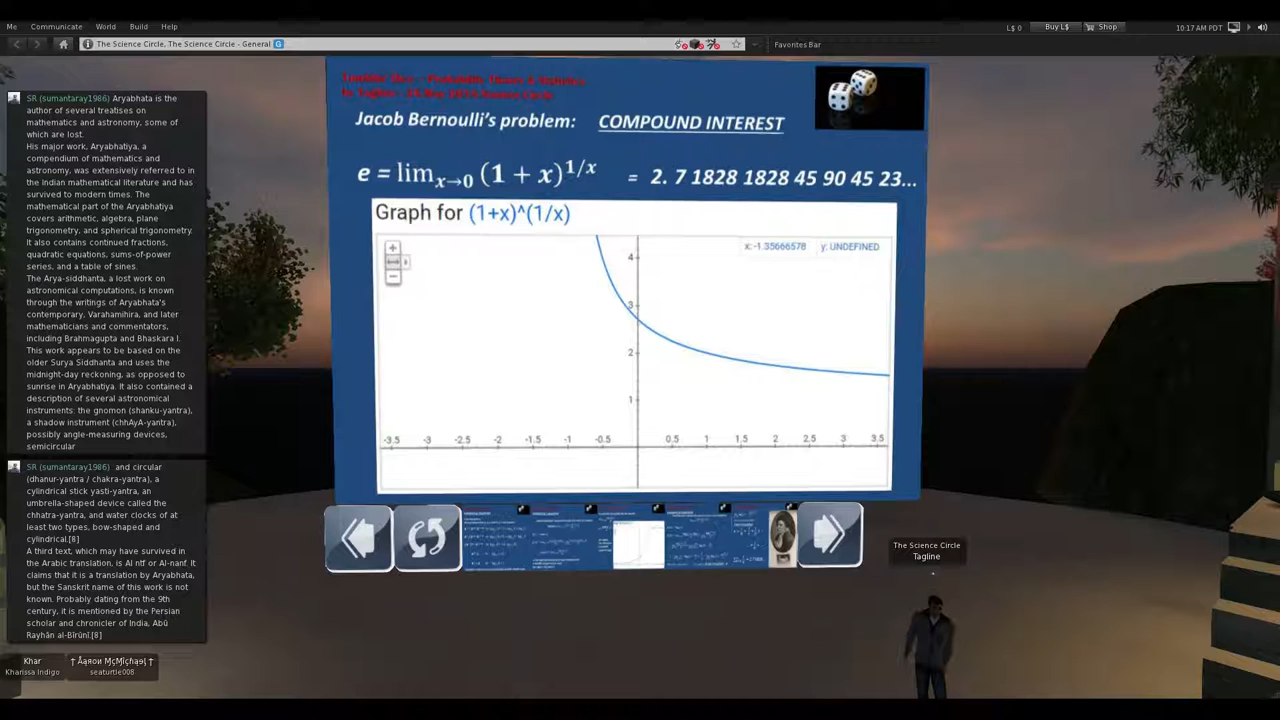 Me Communicate World Build Help
L$ 0 Buy L$ Shop 10:17 AM PDT
The Science Circle, The Science Circle - General G
Favorites Bar
SR (sumantaray1986) Aryabhata is the
author of several treatises on
mathematics and astronomy, some of
which are lost.
His major work, Aryabhatiya, a
compendium of mathematics and
astronomy, was extensively referred to in
the Indian mathematical literature and has
survived to modern times. The
mathematical part of the Aryabhatiya
covers arithmetic, algebra, plane
trigonometry, and spherical trigonometry.
It also contains continued fractions,
quadratic equations, sums-of-power
series, and a table of sines.
The Arya-siddhanta, a lost work on
astronomical computations, is known
through the writings of Aryabhata's
contemporary, Varahamihira, and later
mathematicians and commentators,
including Brahmagupta and Bhaskara I.
This work appears to be based on the
older Surya Siddhanta and uses the
midnight-day reckoning, as opposed to
sunrise in Aryabhatiya. It also contained a
description of several astronomical
instruments: the gnomon (shanku-yantra),
a shadow instrument (chhAyA-yantra),
possibly angle-measuring devices,
semicircular
SR (sumantaray1986) and circular
(dhanur-yantra / chakra-yantra), a
cylindrical stick yasti-yantra, an
umbrella-shaped device called the
chhatra-yantra, and water clocks of at
least two types, bow-shaped and
cylindrical.[8]
A third text, which may have survived in
the Arabic translation, is Al ntf or Al-nanf. It
claims that it is a translation by Aryabhata,
but the Sanskrit name of this work is not
known. Probably dating from the 9th
century, it is mentioned by the Persian
scholar and chronicler of India, Abū
Rayhān al-Bīrūnī.[8]
Khar
Kharissa Indigo
seaturtle008
Probability Theory & Statistics
Jacob Bernoulli's problem: COMPOUND INTEREST
e = lim x→0 (1 + x)^1/x = 2. 7 1828 1828 45 90 45 23...
Graph for (1+x)^(1/x)
x:-1.35666578 y: UNDEFINED
4
3
2
1
-3.5 -3 -2.5 -2 -1.5 -1 -0.5 0.5 1 1.5 2 2.5 3 3.5
The Science Circle
Tagline